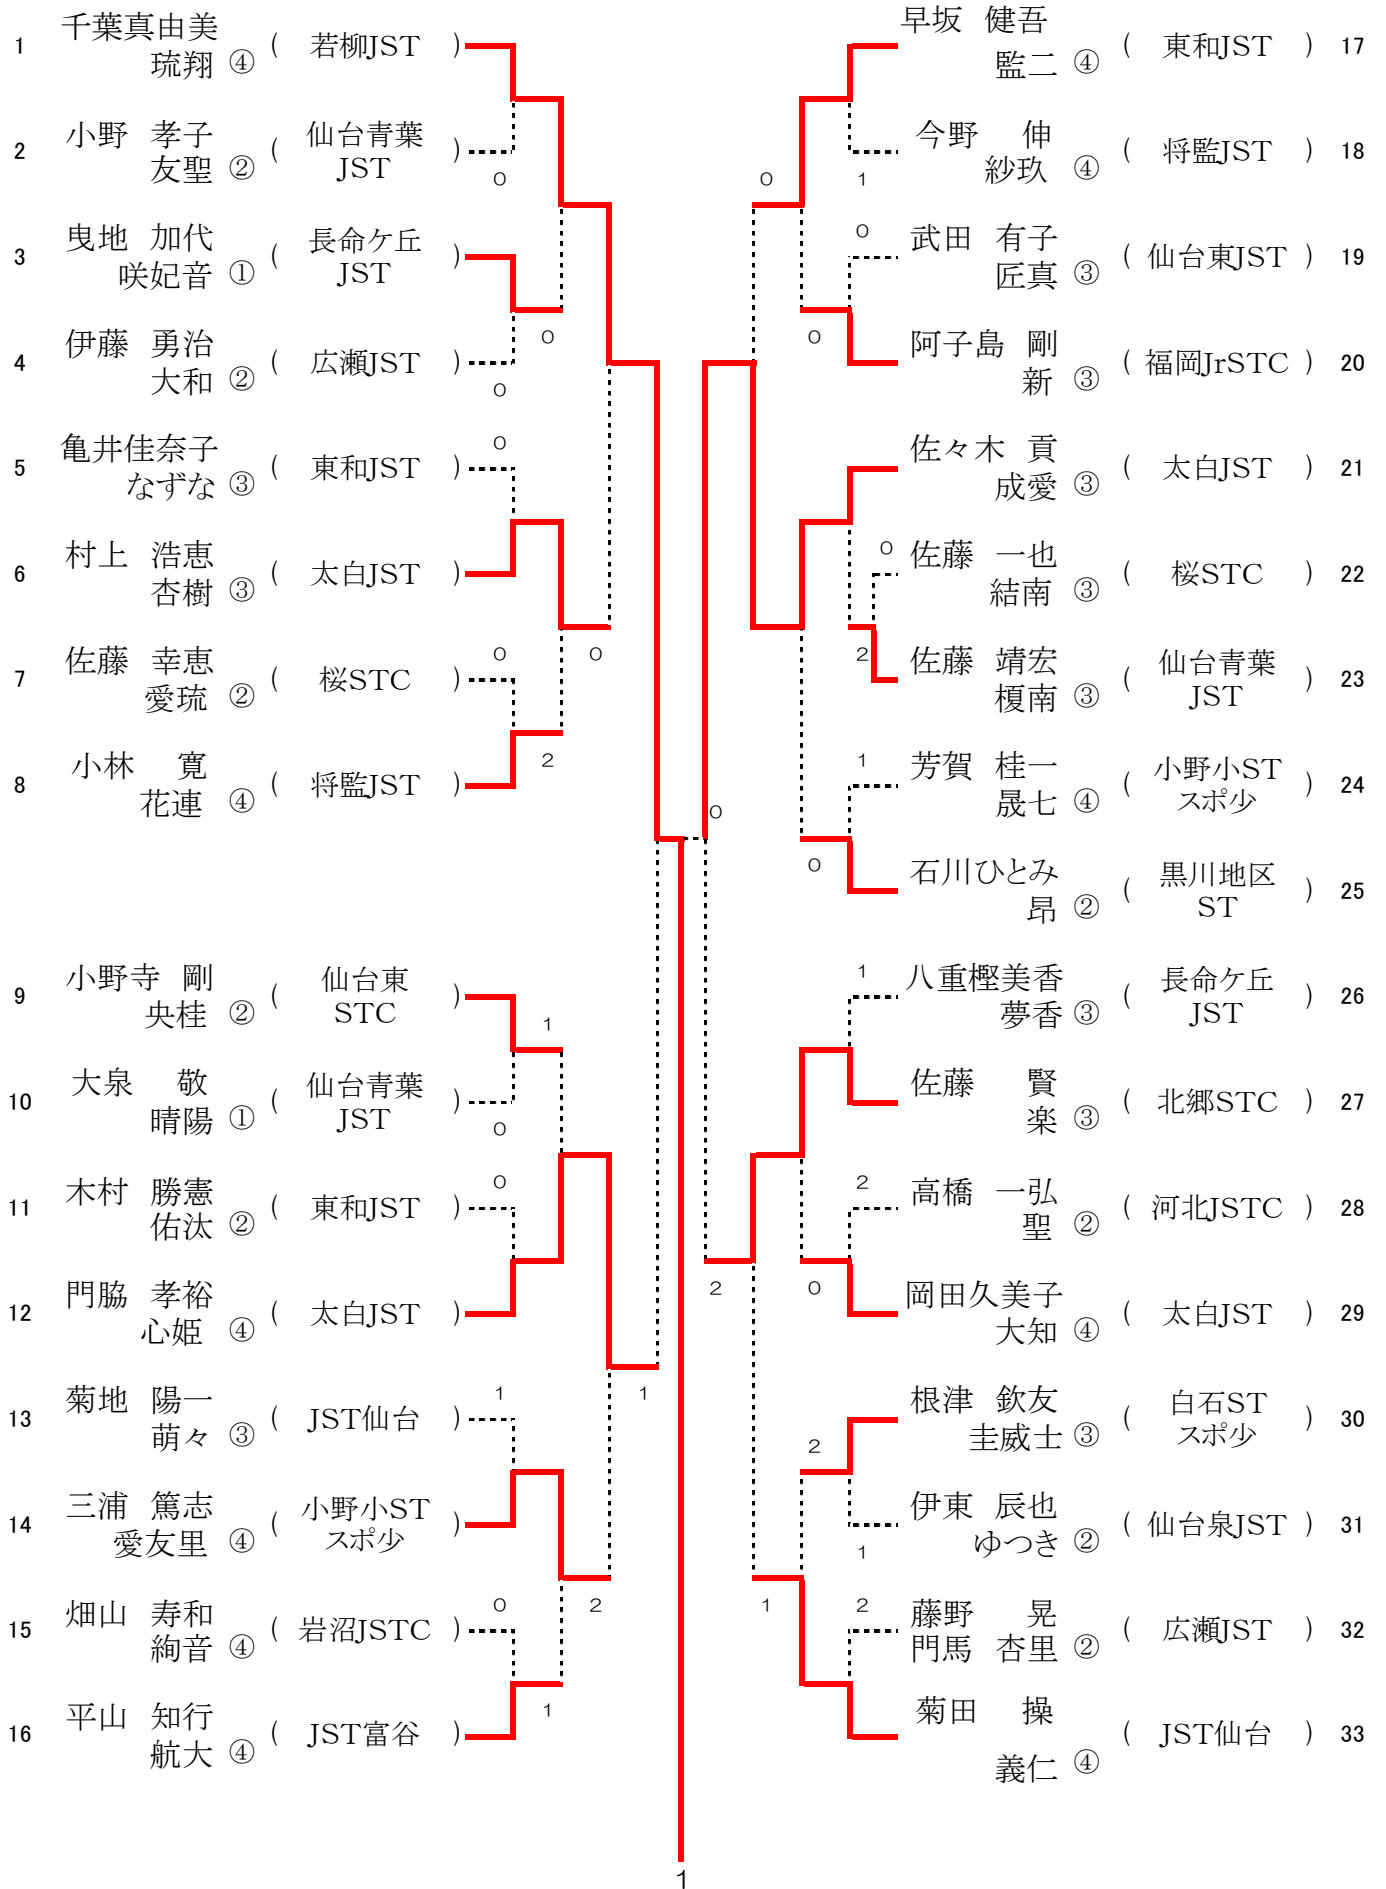 1 千葉真由美 琉翔 ④ ( 若柳JST )
2 小野 孝子 友聖 ② ( 仙台青葉 JST )
0
3 曵地 加代 咲妃音 ① ( 長命ケ丘 JST )
0
4 伊藤 勇治 大和 ② ( 広瀬JST )
0
0
5 亀井佳奈子 なずな ③ ( 東和JST )
6 村上 浩恵 杏樹 ③ ( 太白JST )
0
0
7 佐藤 幸恵 愛琉 ② ( 桜STC )
2
8 小林 寛 花連 ④ ( 将監JST )
9 小野寺 剛 央桂 ② ( 仙台東 STC )
1
10 大泉 敬 晴陽 ① ( 仙台青葉 JST )
0
0
11 木村 勝憲 佑汰 ② ( 東和JST )
12 門脇 孝裕 心姫 ④ ( 太白JST )
1
1
13 菊地 陽一 萌々 ③ ( JST仙台 )
14 三浦 篤志 愛友里 ④ ( 小野小ST スポ少 )
0
2
15 畑山 寿和 絢音 ④ ( 岩沼JSTC )
1
16 平山 知行 航大 ④ ( JST富谷 )
早坂 健吾 監二 ④ ( 東和JST ) 17
今野 伸 紗玖 ④ ( 将監JST ) 18
0
1
0
武田 有子 匠真 ③ ( 仙台東JST ) 19
0
阿子島 剛 新 ③ ( 福岡JrSTC ) 20
佐々木 貢 成愛 ③ ( 太白JST ) 21
0
佐藤 一也 結南 ③ ( 桜STC ) 22
2
佐藤 靖宏 榎南 ③ ( 仙台青葉 JST ) 23
1
芳賀 桂一 晟七 ④ ( 小野小ST スポ少 ) 24
0
0
石川ひとみ 昂 ② ( 黒川地区 ST ) 25
1
八重樫美香 夢香 ③ ( 長命ケ丘 JST ) 26
佐藤 賢 楽 ③ ( 北郷STC ) 27
2
高橋 一弘 聖 ② ( 河北JSTC ) 28
2
0
岡田久美子 大知 ④ ( 太白JST ) 29
根津 欽友 圭威士 ③ ( 白石ST スポ少 ) 30
2
伊東 辰也 ゆつき ② ( 仙台泉JST ) 31
1
1
2
藤野 晃 門馬 杏里 ② ( 広瀬JST ) 32
菊田 操 義仁 ④ ( JST仙台 ) 33
1